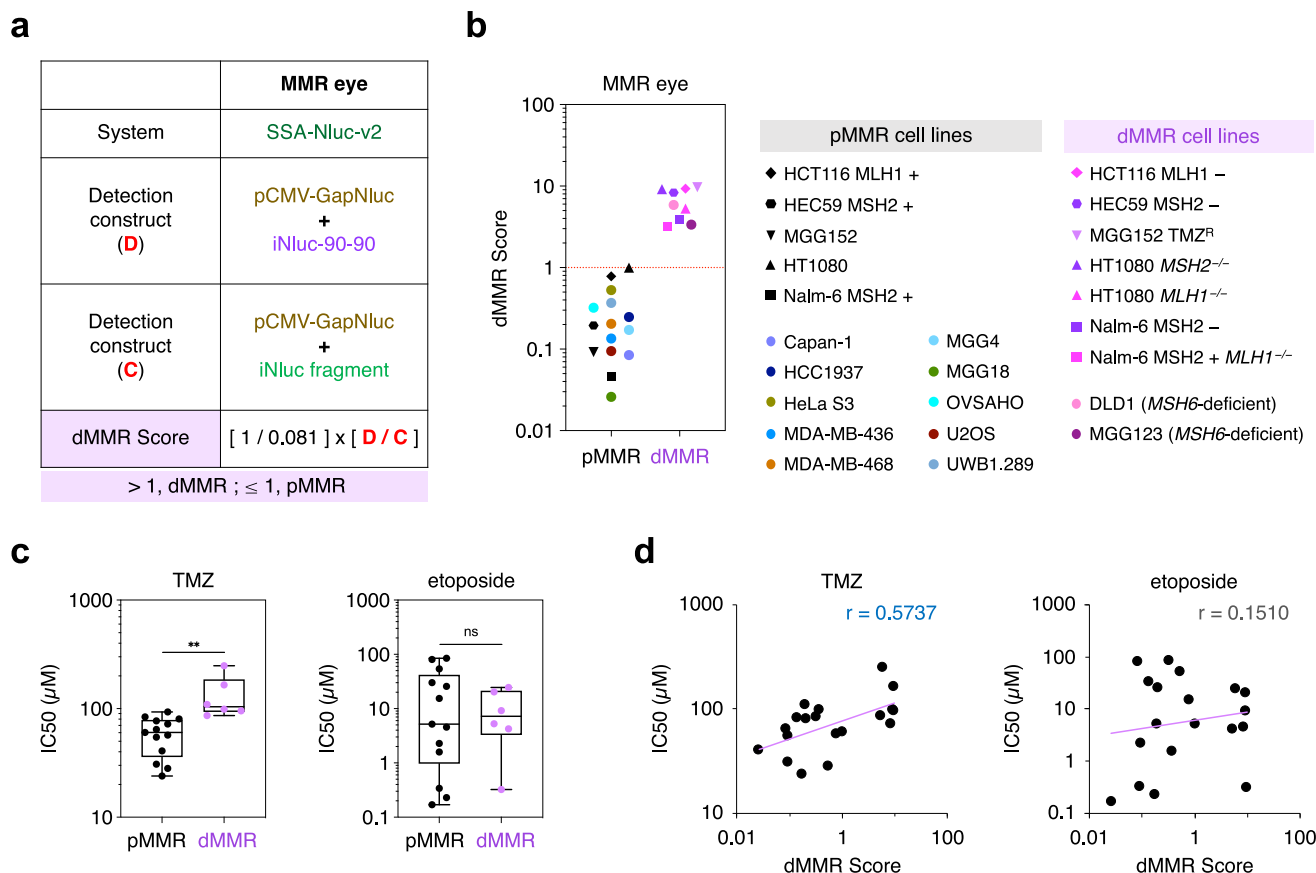 a
MMR eye
System
SSA-Nluc-v2
Detection
construct
(D)
pCMV-GapNluc
+
iNluc-90-90
Detection
construct
(C)
pCMV-GapNluc
+
iNluc fragment
dMMR Score
[ 1 / 0.081 ] x [ D / C ]
> 1, dMMR ; ≤ 1, pMMR
b
MMR eye
dMMR Score
100
10
1
0.1
0.01
pMMR dMMR
pMMR cell lines
HCT116 MLH1 +
HEC59 MSH2 +
MGG152
HT1080
Nalm-6 MSH2 +
Capan-1
HCC1937
HeLa S3
MDA-MB-436
MDA-MB-468
MGG4
MGG18
OVSAHO
U2OS
UWB1.289
dMMR cell lines
HCT116 MLH1 –
HEC59 MSH2 –
MGG152 TMZᴿ
HT1080 MSH2⁻/⁻
HT1080 MLH1⁻/⁻
Nalm-6 MSH2 –
Nalm-6 MSH2 + MLH1⁻/⁻
DLD1 (MSH6-deficient)
MGG123 (MSH6-deficient)
c
TMZ
IC50 (µM)
1000
100
10
**
pMMR dMMR
etoposide
IC50 (µM)
1000
100
10
1
0.1
ns
pMMR dMMR
d
TMZ
r = 0.5737
IC50 (µM)
1000
100
10
0.01 1 100
dMMR Score
etoposide
r = 0.1510
IC50 (µM)
1000
100
10
1
0.1
0.01 1 100
dMMR Score